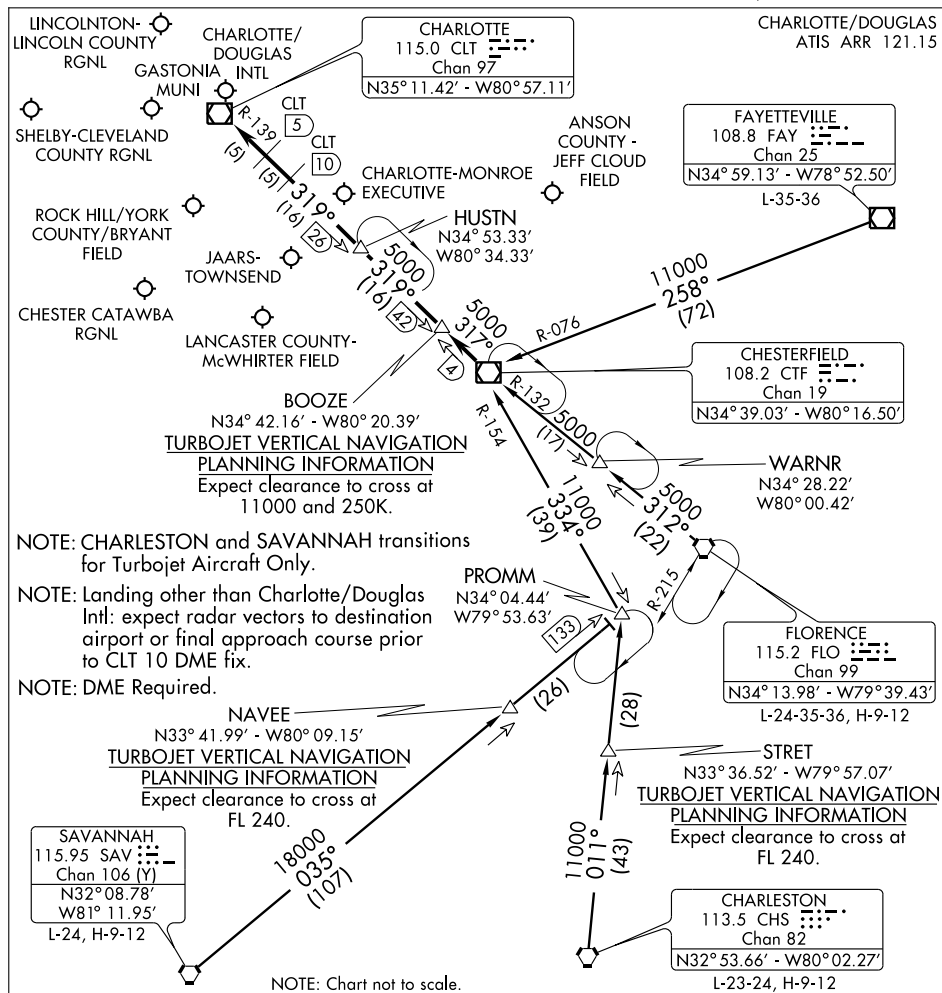 LINCOLNTON-
LINCOLN COUNTY
RGNL
CHARLOTTE/
DOUGLAS
INTL
GASTONIA
MUNI
SHELBY-CLEVELAND
COUNTY RGNL
CHARLOTTE
115.0 CLT
Chan 97
N35°11.42' - W80°57.11'
CHARLOTTE/DOUGLAS
ATIS ARR 121.15
FAYETTEVILLE
108.8 FAY
Chan 25
N34°59.13' - W78°52.50'
L-35-36
ANSON
COUNTY -
JEFF CLOUD
FIELD
R-139
(5)
CLT
5
(5)
CLT
10
319°
(16)
26
CHARLOTTE-MONROE
EXECUTIVE
HUSTN
N34°53.33'
W80°34.33'
ROCK HILL/YORK
COUNTY/BRYANT
FIELD
JAARS-
TOWNSEND
CHESTER CATAWBA
RGNL
LANCASTER COUNTY-
McWHIRTER FIELD
5000
319°
(16)
42
5000
317°
4
11000
258°
(72)
R-076
CHESTERFIELD
108.2 CTF
Chan 19
N34°39.03' - W80°16.50'
BOOZE
N34°42.16' - W80°20.39'
TURBOJET VERTICAL NAVIGATION
PLANNING INFORMATION
Expect clearance to cross at
11000 and 250K.
R-132
5000
(17)
R-154
WARNR
N34°28.22'
W80°00.42'
5000
312°
(22)
11000
334°
(39)
NOTE: CHARLESTON and SAVANNAH transitions
for Turbojet Aircraft Only.
NOTE: Landing other than Charlotte/Douglas
Intl: expect radar vectors to destination
airport or final approach course prior
to CLT 10 DME fix.
NOTE: DME Required.
PROMM
N34°04.44'
W79°53.63'
133
R-215
FLORENCE
115.2 FLO
Chan 99
N34°13.98' - W79°39.43'
L-24-35-36, H-9-12
NAVEE
N33°41.99' - W80°09.15'
TURBOJET VERTICAL NAVIGATION
PLANNING INFORMATION
Expect clearance to cross at
FL 240.
(26)
(28)
STRET
N33°36.52' - W79°57.07'
TURBOJET VERTICAL NAVIGATION
PLANNING INFORMATION
Expect clearance to cross at
FL 240.
SAVANNAH
115.95 SAV
Chan 106 (Y)
N32°08.78'
W81°11.95'
L-24, H-9-12
18000
035°
(107)
11000
011°
(43)
CHARLESTON
113.5 CHS
Chan 82
N32°53.66' - W80°02.27'
L-23-24, H-9-12
NOTE: Chart not to scale.